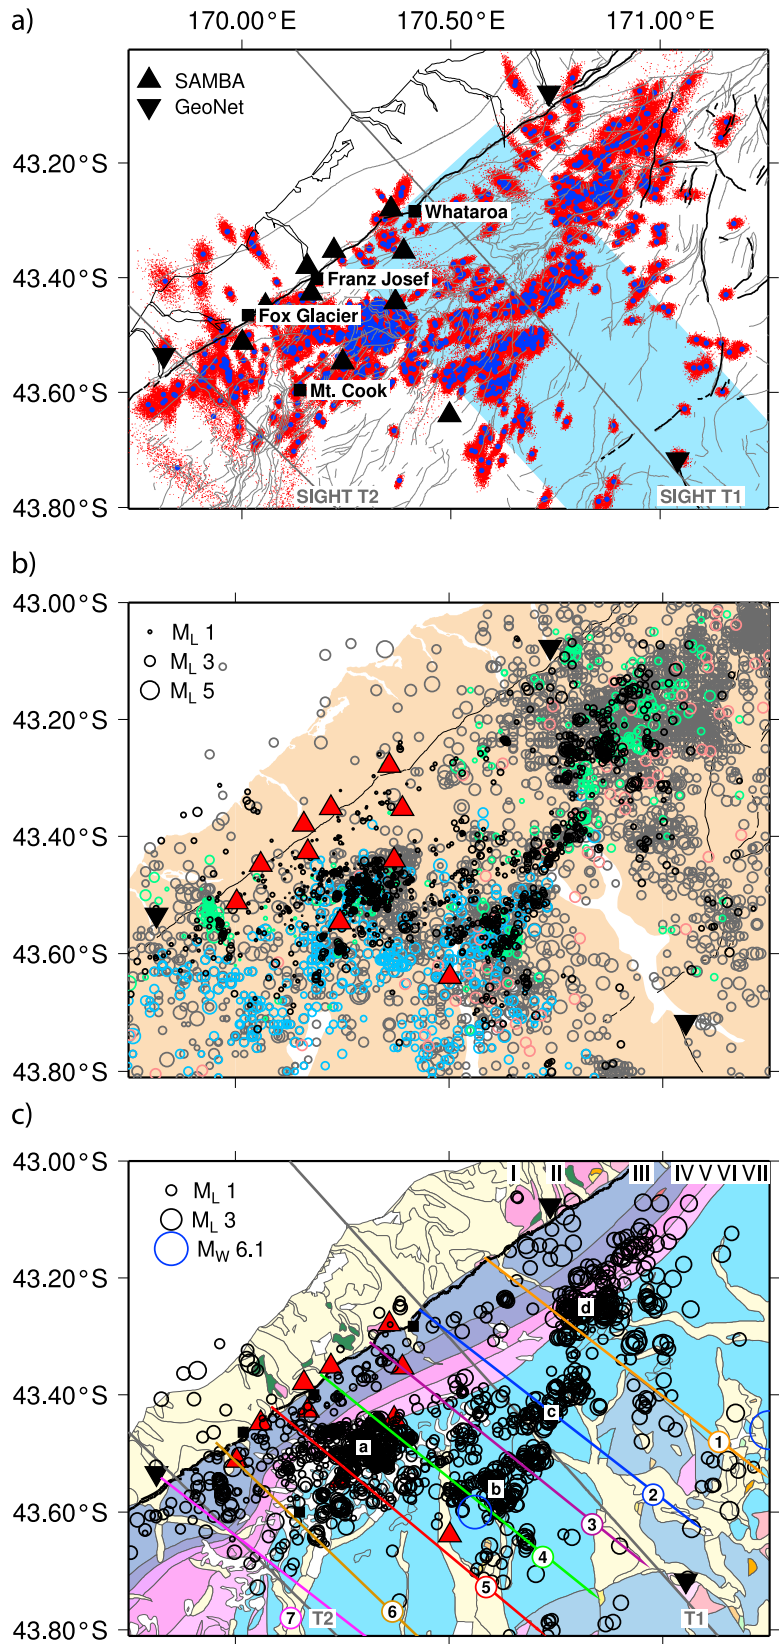 a)
170.00°E 170.50°E 171.00°E
SAMBA
GeoNet
43.20°S
43.40°S
43.60°S
43.80°S
Whataroa
Franz Josef
Fox Glacier
Mt. Cook
SIGHT T2
SIGHT T1
b)
43.00°S
43.20°S
43.40°S
43.60°S
43.80°S
ML 1
ML 3
ML 5
c)
43.00°S
43.20°S
43.40°S
43.60°S
43.80°S
I II III IV V VI VII
ML 1
ML 3
MW 6.1
d
c
a
b
1
2
3
4
5
6
7
T2
T1